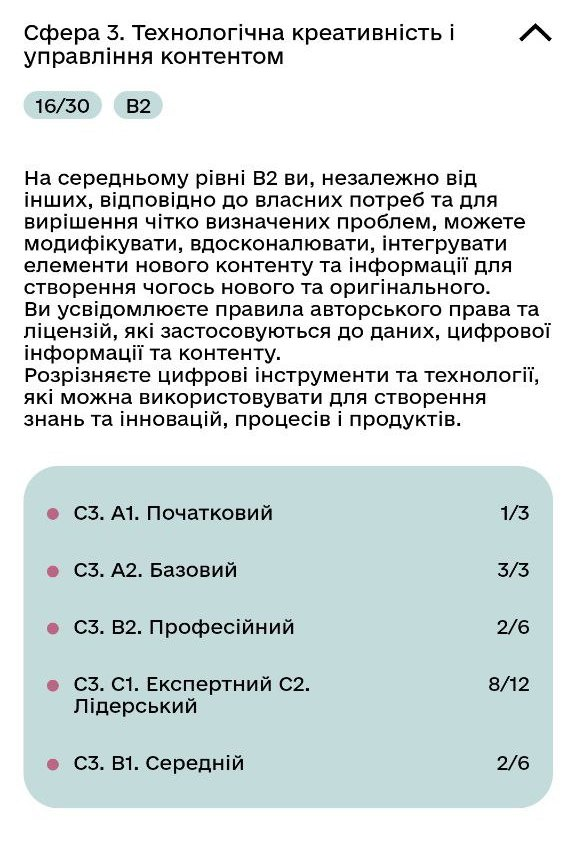 Сфера 3. Технологічна креативність і
управління контентом
16/30 B2
На середньому рівні B2 ви, незалежно від
інших, відповідно до власних потреб та для
вирішення чітко визначених проблем, можете
модифікувати, вдосконалювати, інтегрувати
елементи нового контенту та інформації для
створення чогось нового та оригінального.
Ви усвідомлюєте правила авторського права та
ліцензій, які застосовуються до даних, цифрової
інформації та контенту.
Розрізняєте цифрові інструменти та технології,
які можна використовувати для створення
знань та інновацій, процесів і продуктів.
С3. А1. Початковий 1/3
С3. А2. Базовий 3/3
С3. В2. Професійний 2/6
С3. С1. Експертний С2. 8/12
Лідерський
С3. В1. Середній 2/6